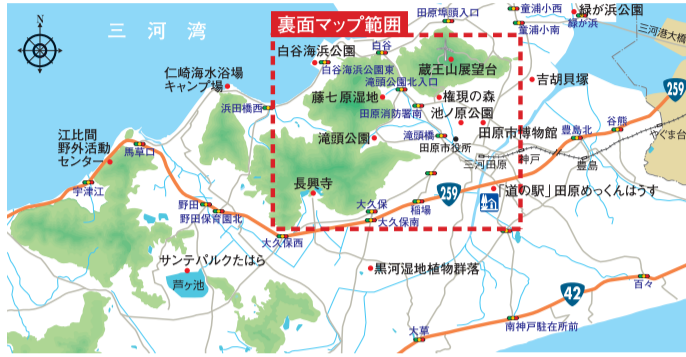 三河湾
裏面マップ範囲
田原埠頭入口
童浦小西
緑が浜公園
緑が浜
童浦小南
三河港大橋
白谷海浜公園
白谷
白谷海浜公園東
蔵王山展望台
仁崎海水浴場
キャンプ場
滝頭公園北入口
吉胡貝塚
259
浜田橋西
藤七原湿地
権現の森
田原消防署南
池ノ原公園
谷熊
江比間
野外活動
センター
馬草口
滝頭公園
滝頭橋
田原市博物館
豊島北
やぐま台
田原市役所
三河田原
神戸
豊島
宇津江
長興寺
259
「道の駅」田原めっくんはうす
野田
野田保育園北
大久保
稲場
大久保南
大久保西
サンテパルクたはら
芦ヶ池
黒河湿地植物群落
42
百々
大草
南神戸駐在所前